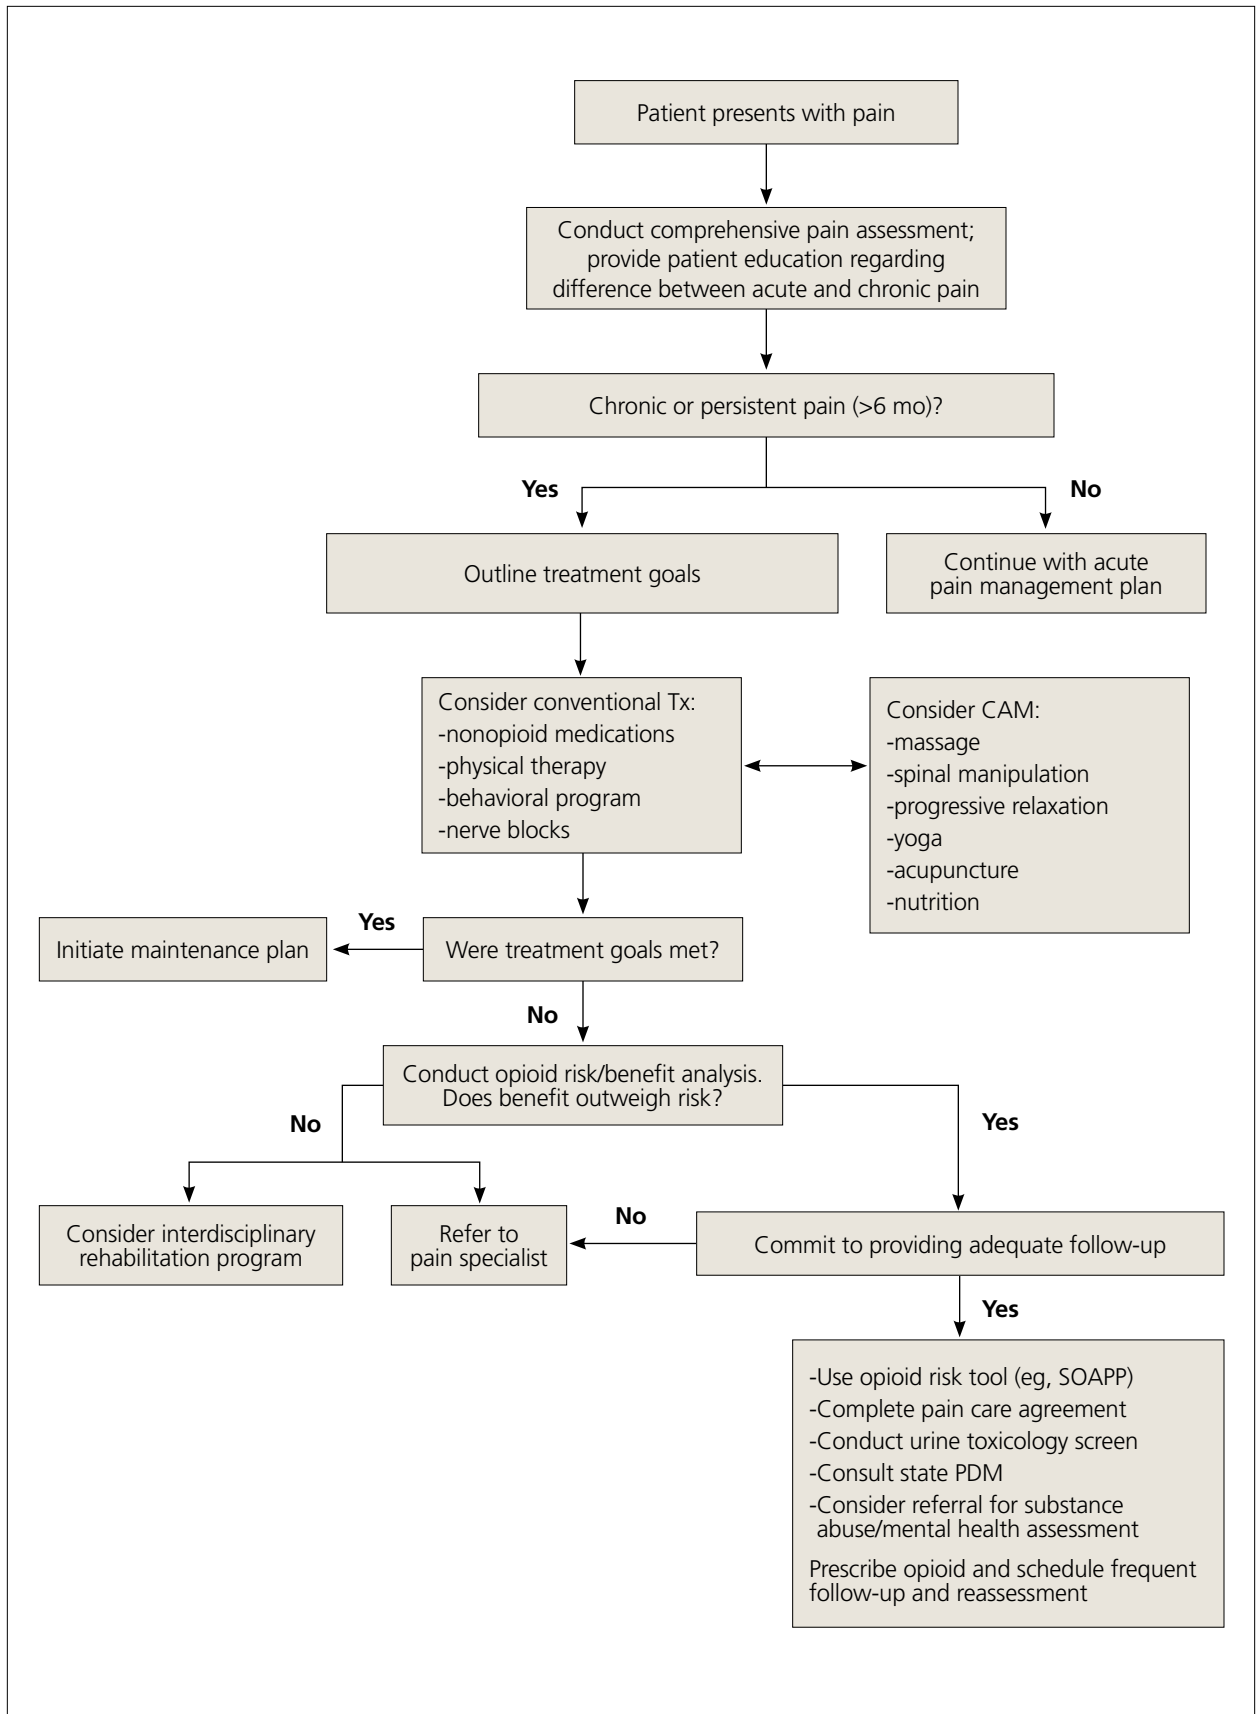 Patient presents with pain
Conduct comprehensive pain assessment;
provide patient education regarding
difference between acute and chronic pain
Chronic or persistent pain (>6 mo)?
Yes
No
Outline treatment goals
Continue with acute
pain management plan
Consider conventional Tx:
-nonopioid medications
-physical therapy
-behavioral program
-nerve blocks
Consider CAM:
-massage
-spinal manipulation
-progressive relaxation
-yoga
-acupuncture
-nutrition
Initiate maintenance plan
Yes
Were treatment goals met?
No
Conduct opioid risk/benefit analysis.
Does benefit outweigh risk?
No
Yes
Consider interdisciplinary
rehabilitation program
Refer to
pain specialist
No
Commit to providing adequate follow-up
Yes
-Use opioid risk tool (eg, SOAPP)
-Complete pain care agreement
-Conduct urine toxicology screen
-Consult state PDM
-Consider referral for substance
abuse/mental health assessment
Prescribe opioid and schedule frequent
follow-up and reassessment